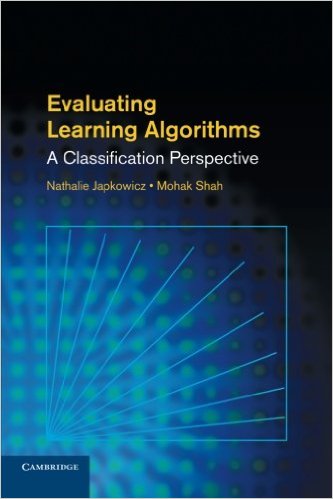 Evaluating
Learning Algorithms
A Classification Perspective
Nathalie Japkowicz • Mohak Shah
CAMBRIDGE